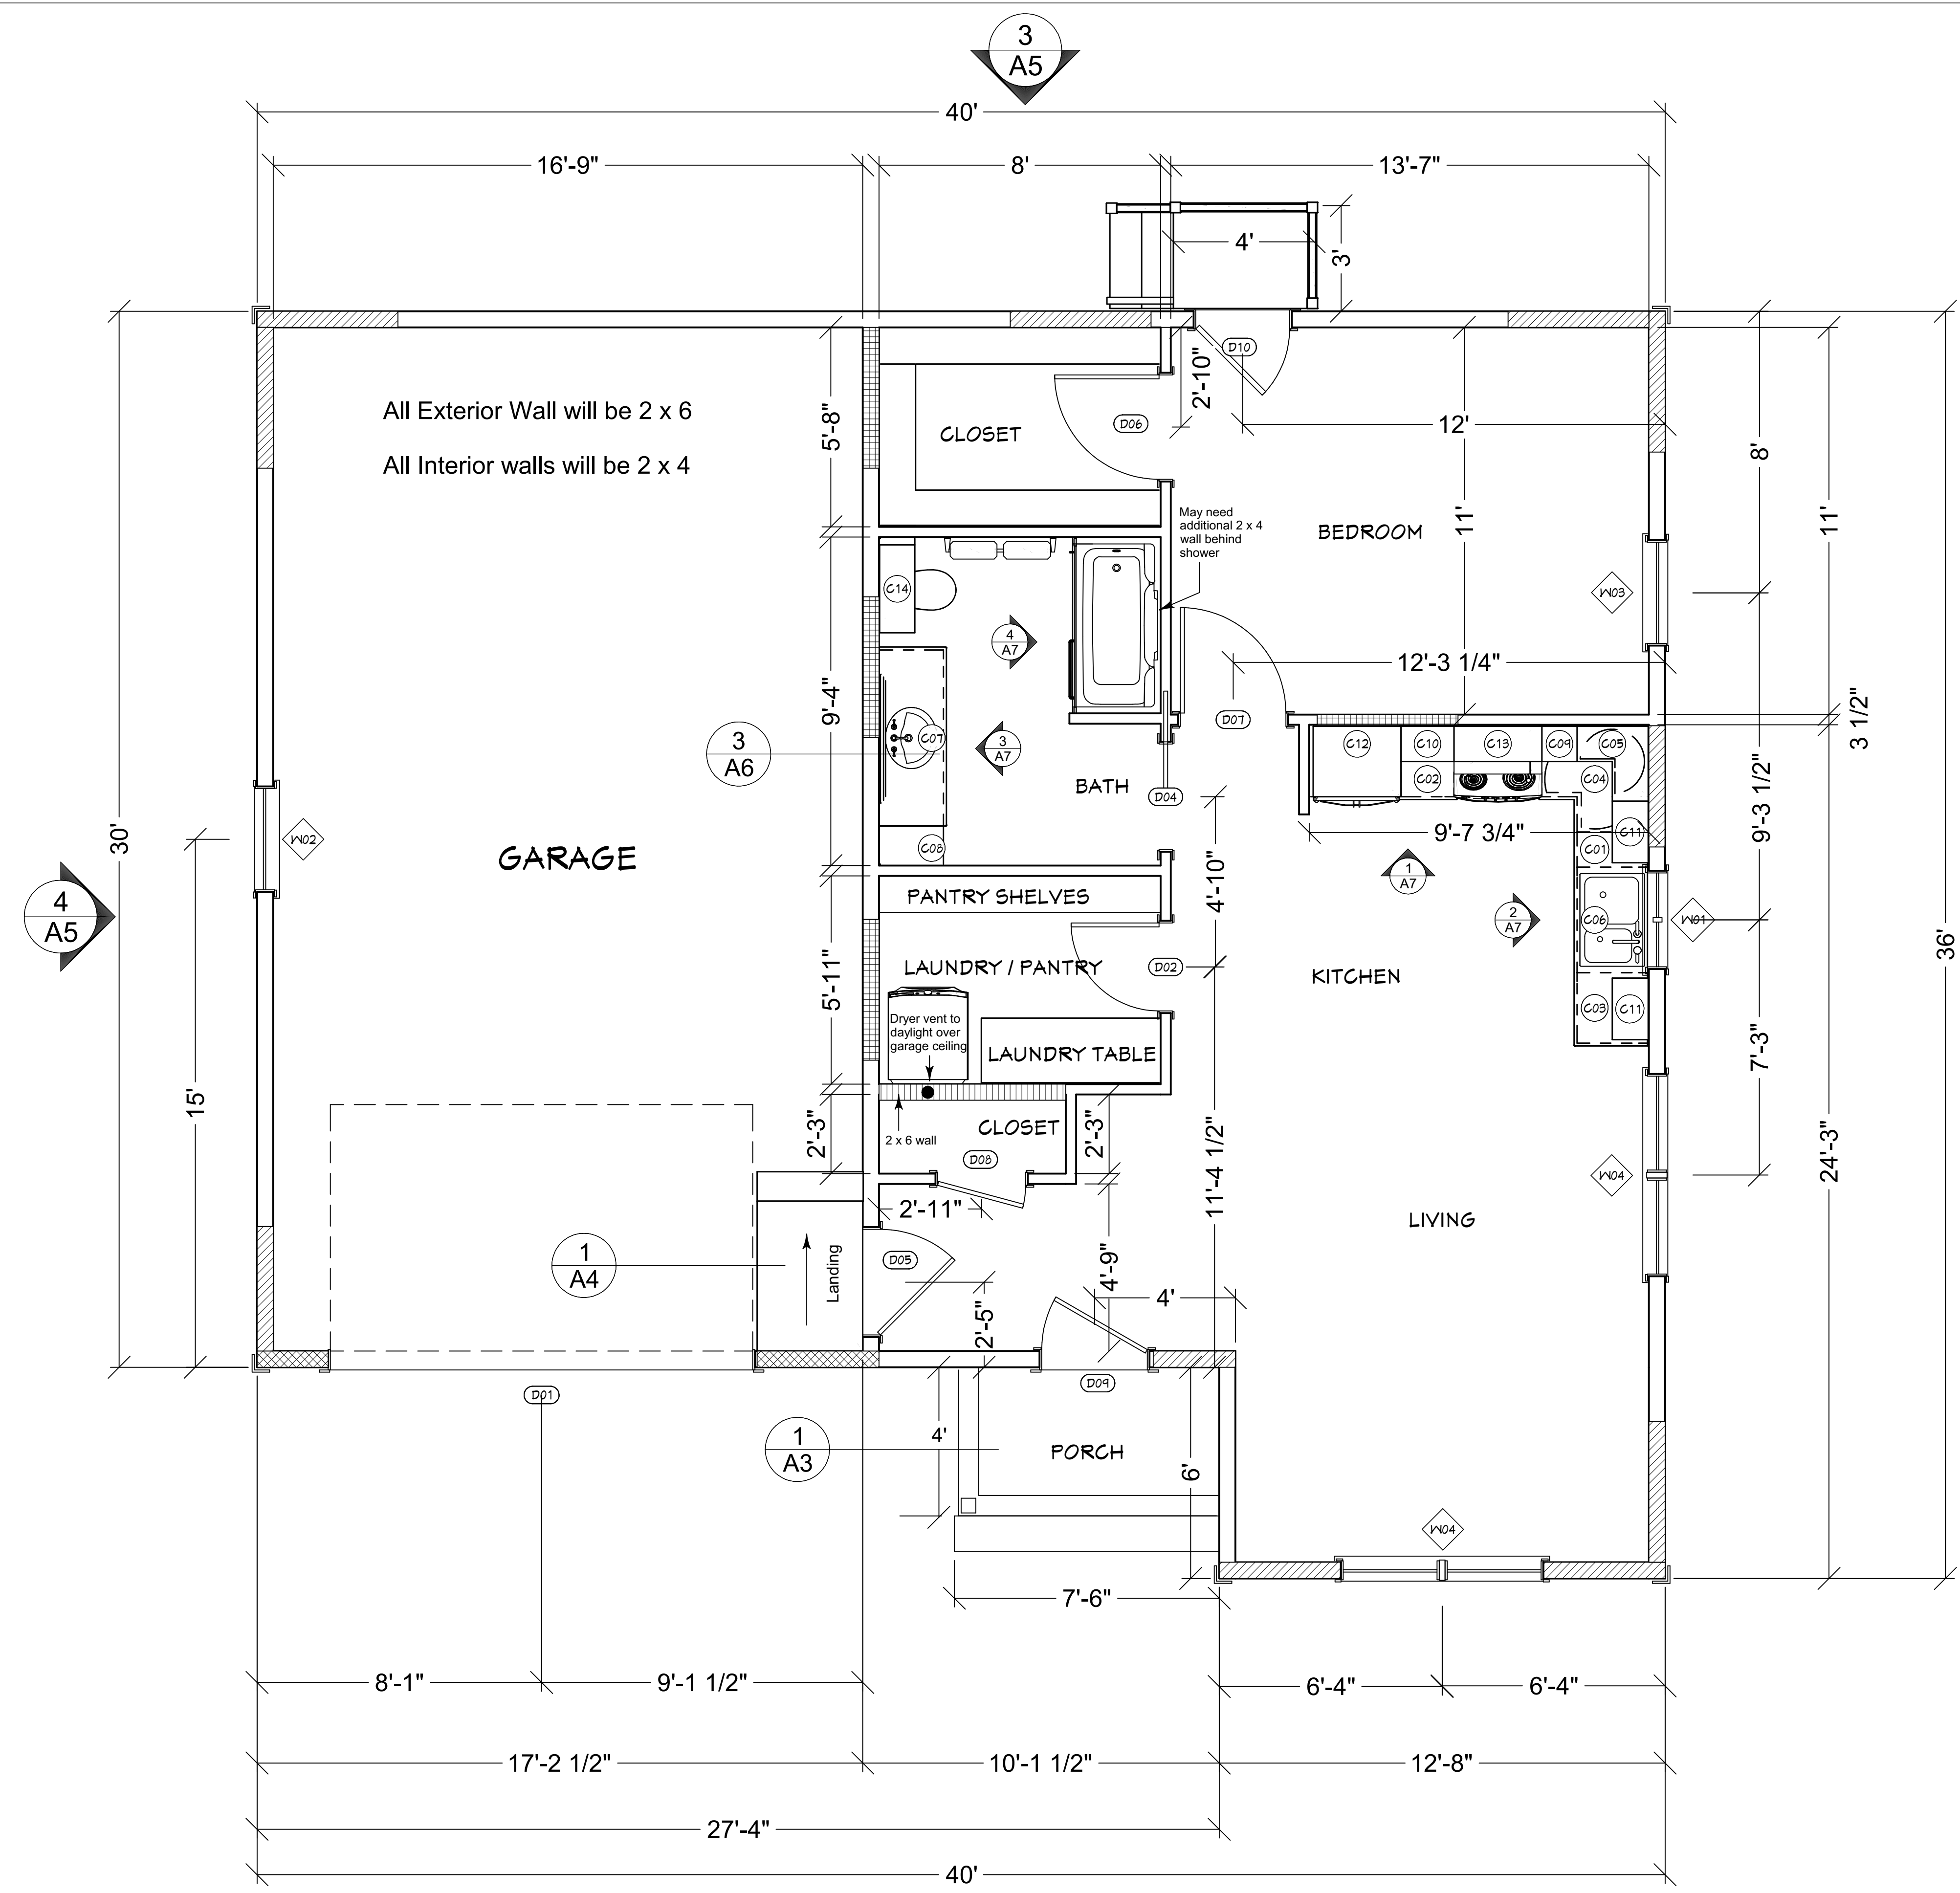 3
A5
40'
16'-9"
8'
13'-7"
4'
3'
D10
2'-10"
All Exterior Wall will be 2 x 6
All Interior walls will be 2 x 4
5'-8"
CLOSET
D06
12'
8'
May need
additional 2 x 4
wall behind
shower
BEDROOM
11'
11'
C14
W03
4
A7
12'-3 1/4"
9'-4"
3 1/2"
D07
3
A6
C07
3
A7
C12
C10
C13
C09
C05
BATH
D04
C02
C04
9'-3 1/2"
30'
W02
GARAGE
C08
9'-7 3/4"
C11
C01
1
A7
4
A5
PANTRY SHELVES
4'-10"
2
A7
C06
W01
36'
LAUNDRY / PANTRY
D02
KITCHEN
5'-11"
Dryer vent to
daylight over
garage ceiling
LAUNDRY TABLE
C03
C11
7'-3"
15'
2'-3"
CLOSET
2 x 6 wall
D08
2'-3"
11'-4 1/2"
24'-3"
W04
2'-11"
LIVING
1
A4
Landing
D05
4'-9"
2'-5"
4'
D01
D09
1
A3
4'
PORCH
6'
W04
7'-6"
8'-1"
9'-1 1/2"
6'-4"
6'-4"
17'-2 1/2"
10'-1 1/2"
12'-8"
27'-4"
40'